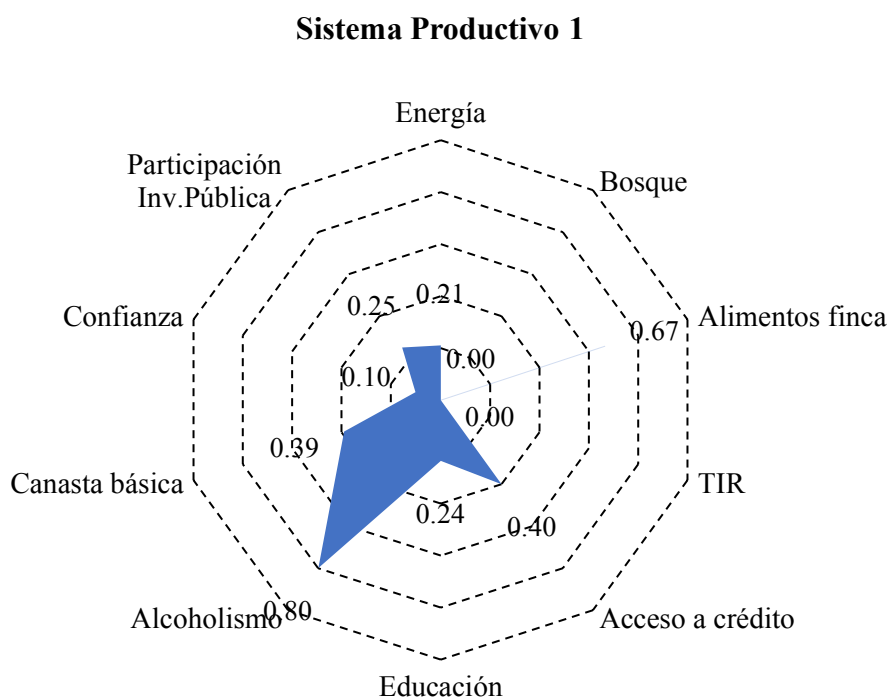 Sistema Productivo 1
Energía
Participación
Inv.Pública
Bosque
0.21
0.25
Confianza
Alimentos finca
0.67
0.00
0.10
0.00
0.39
Canasta básica
TIR
0.24
0.40
Alcoholismo
0.80
Acceso a crédito
Educación